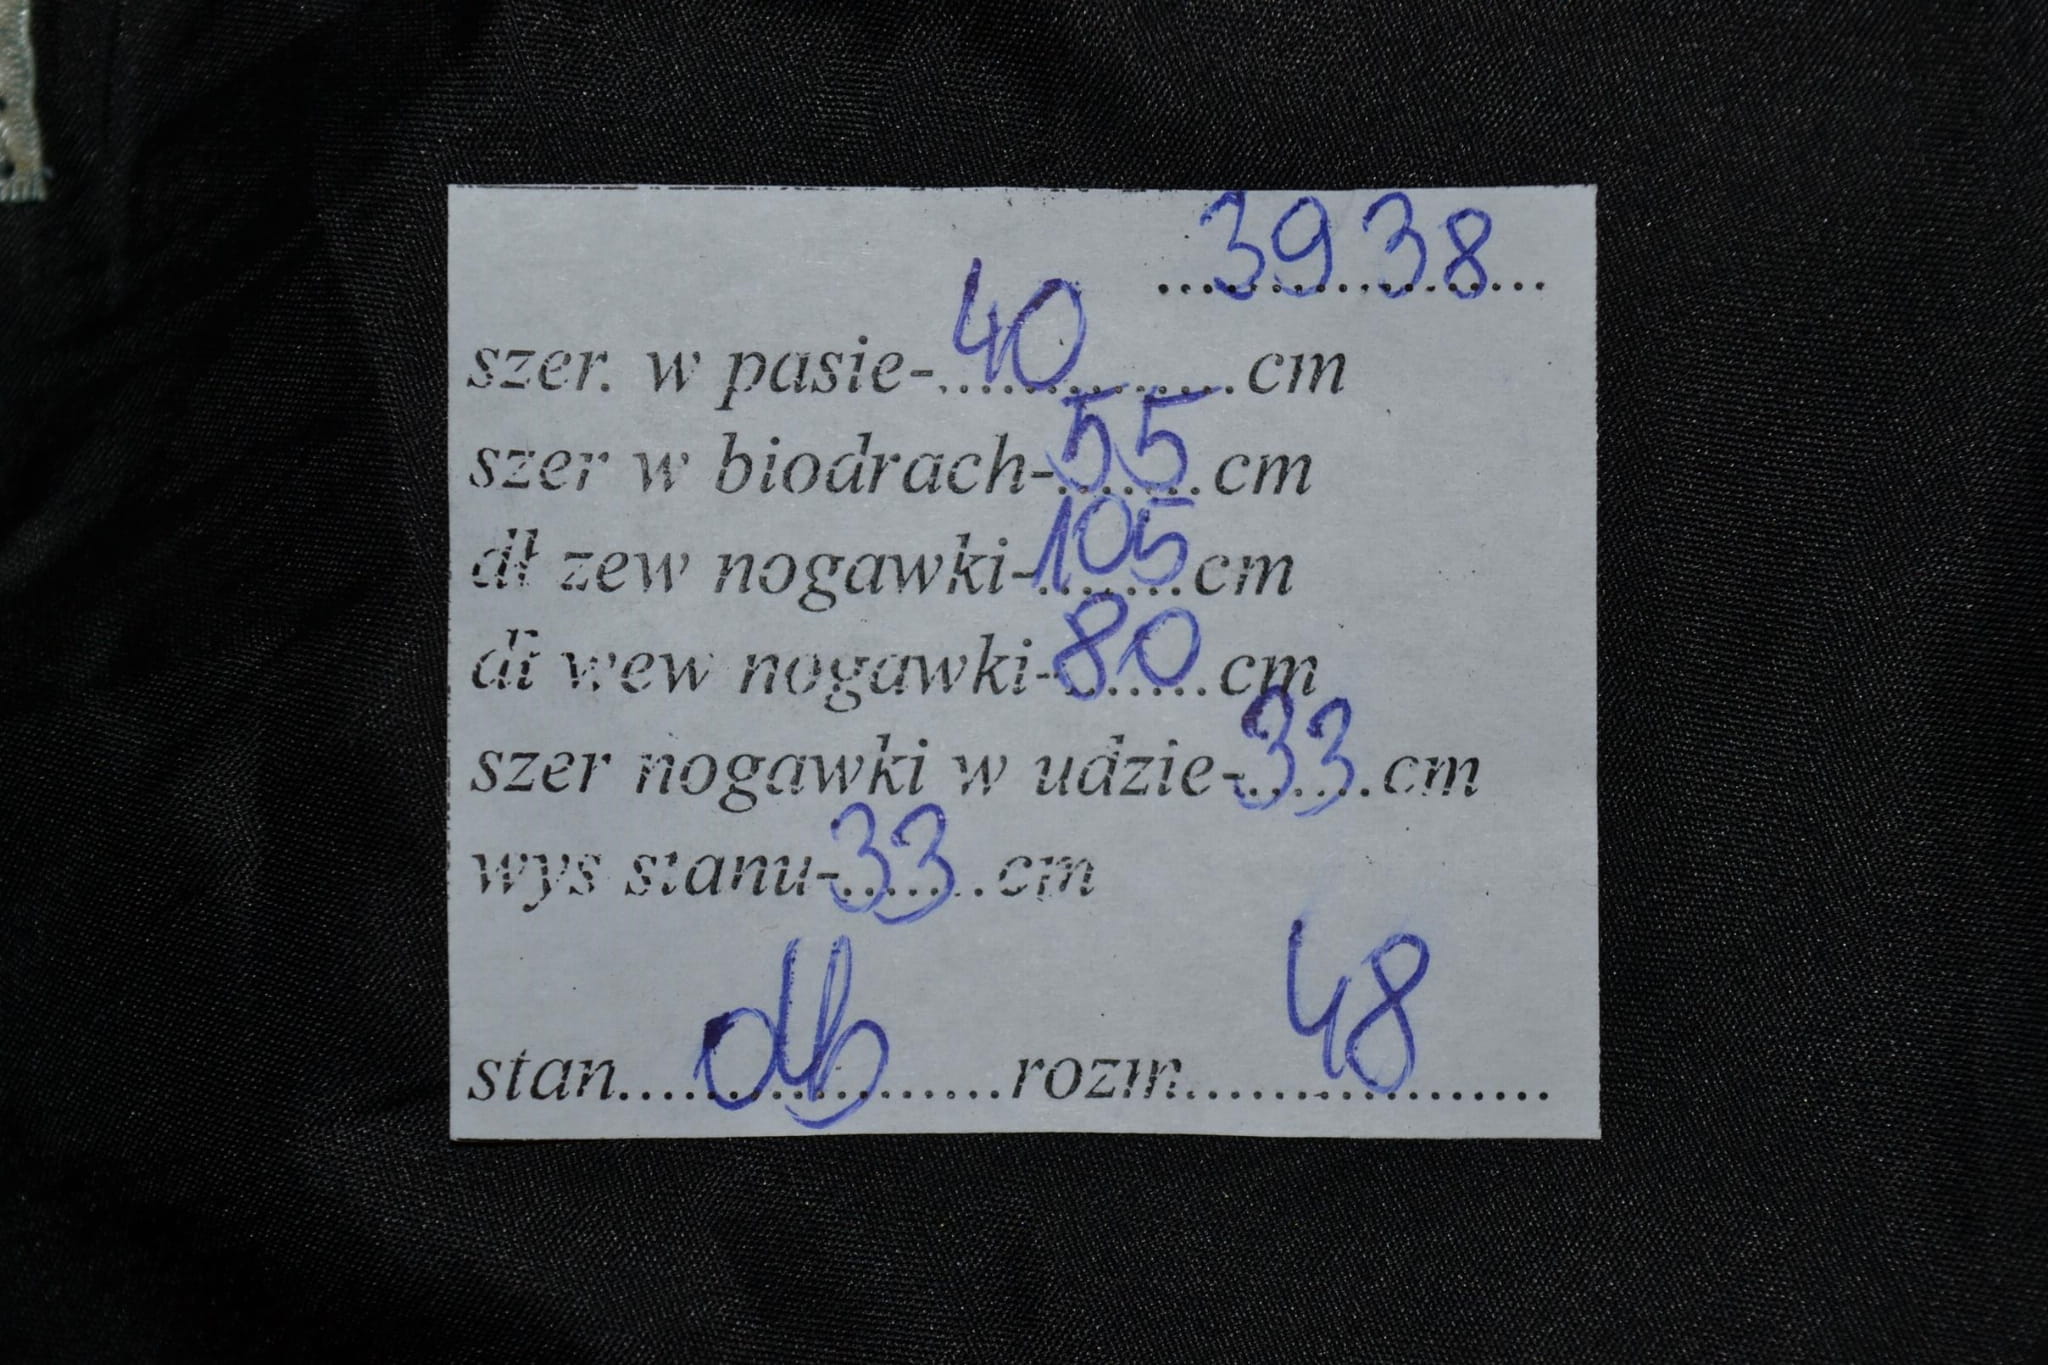 3938
szer. w pasie-40cm
szer w biodrach-55cm
dł zew nogawki-105cm
dł wew nogawki-80cm
szer nogawki w udzie-33cm
wys stanu-33cm
stan db rozm 48